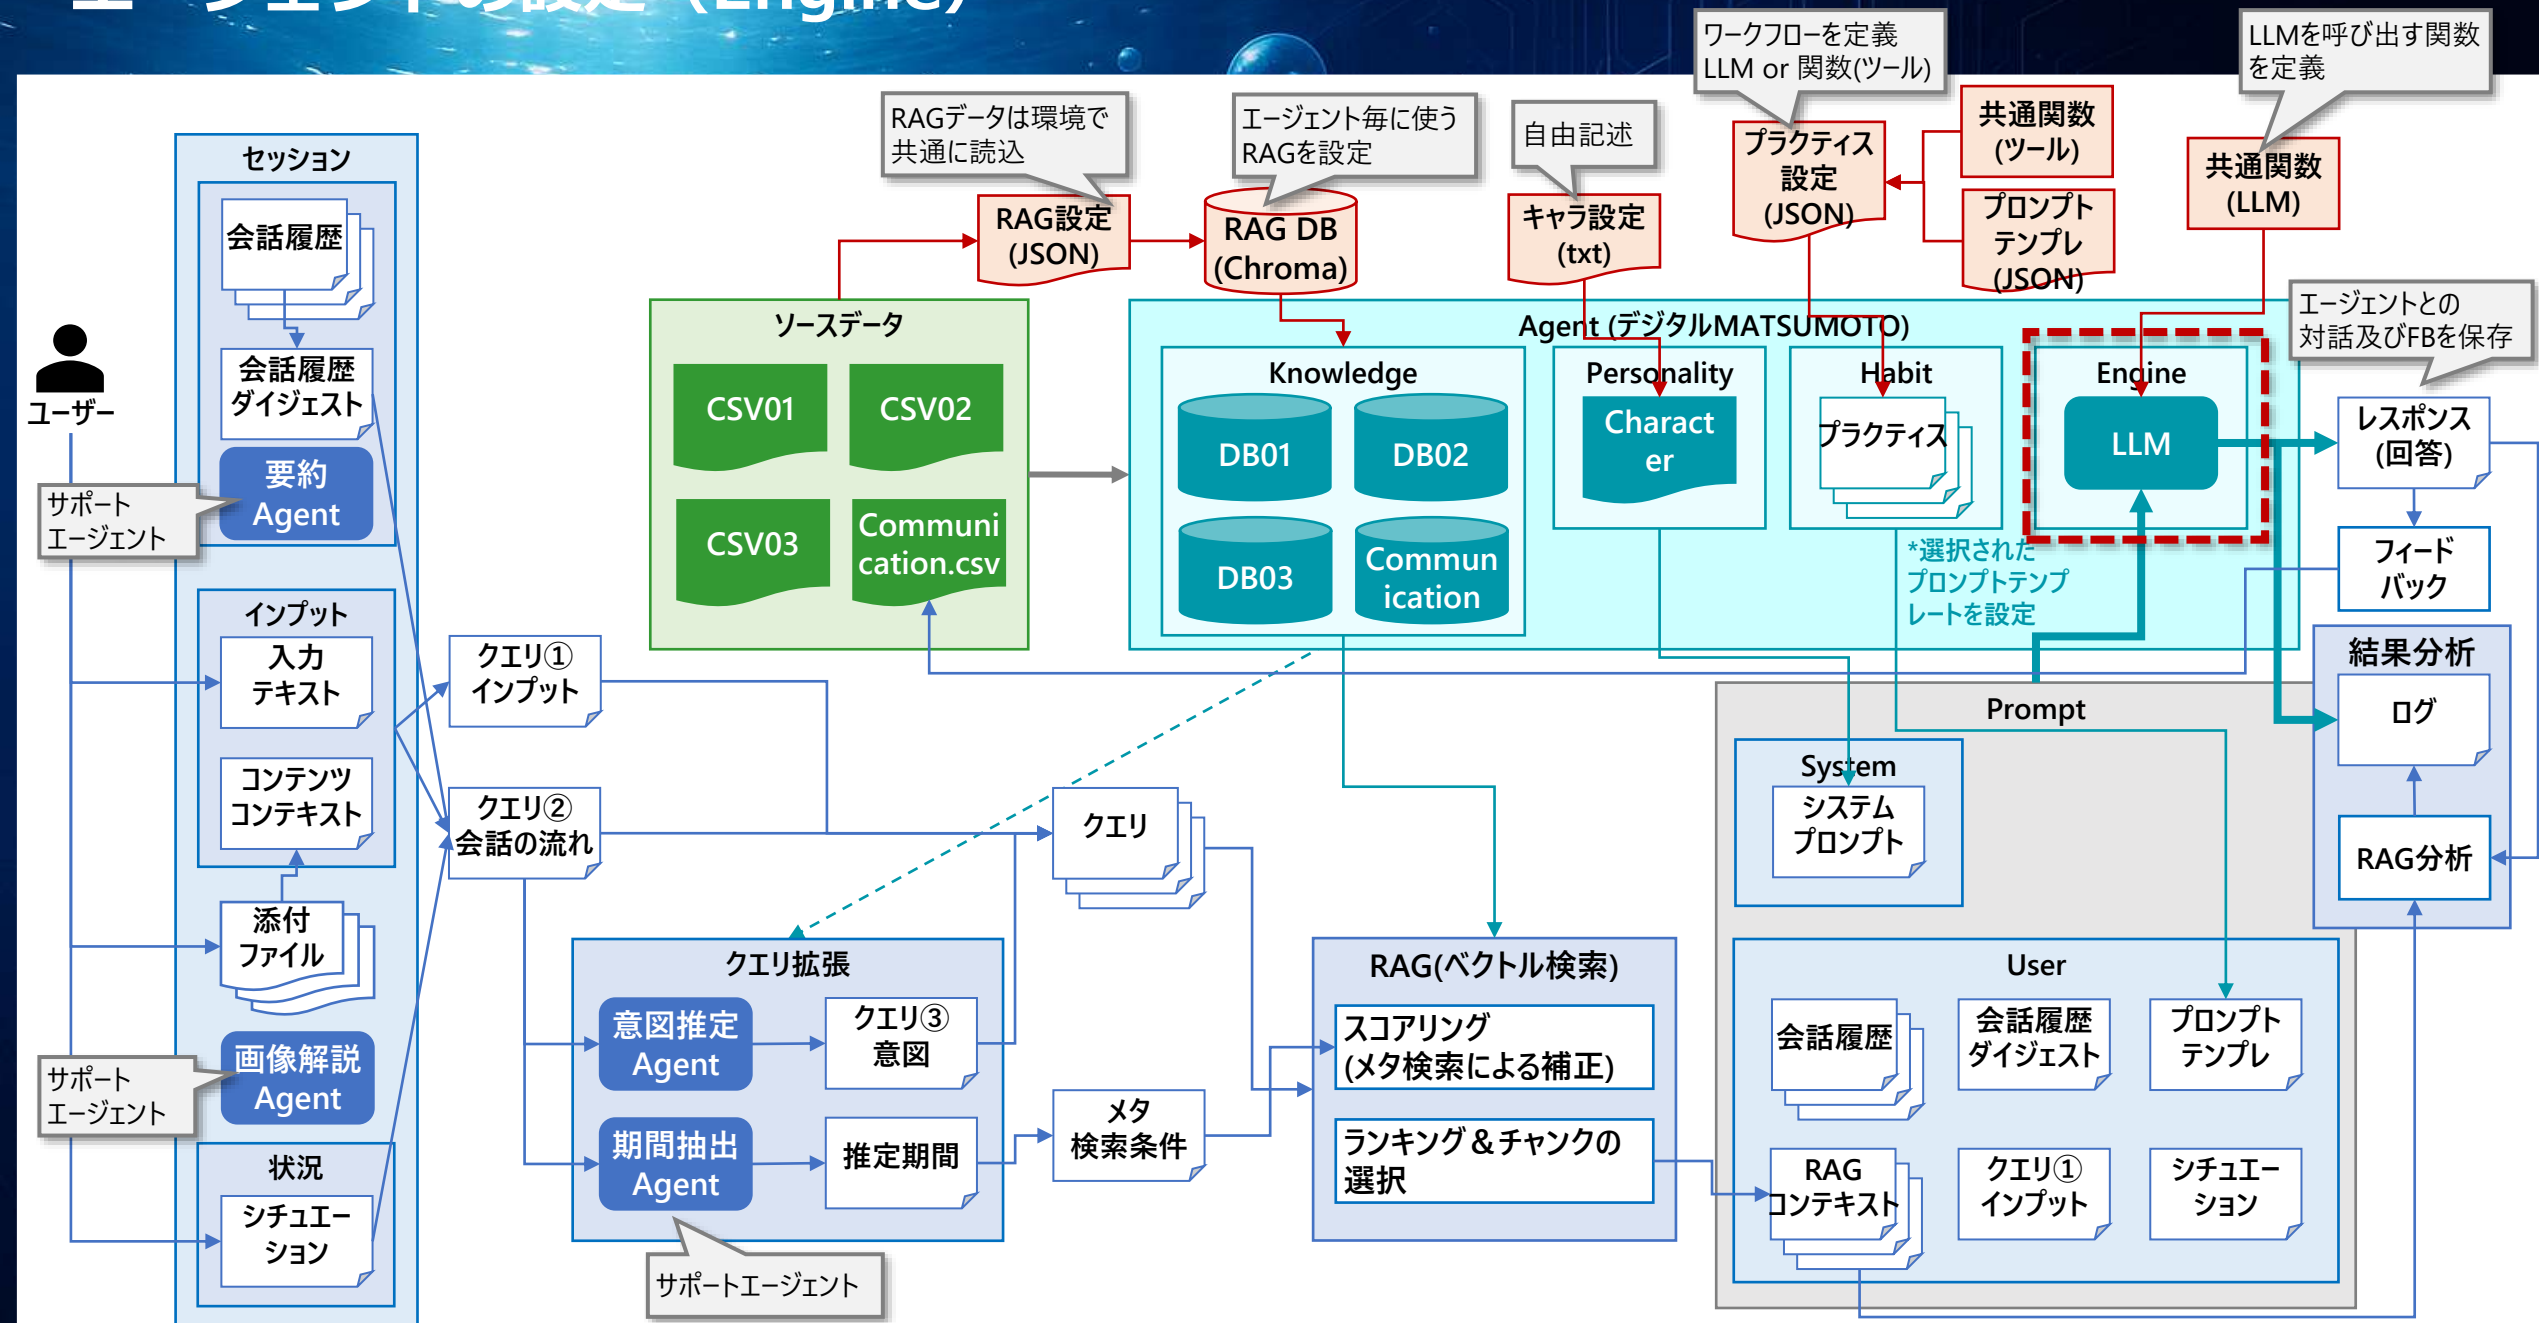 エージェントの設定（Engine）
ワークフローを定義
LLM or 関数(ツール)
LLMを呼び出す関数
を定義
RAGデータは環境で
共通に読込
エージェント毎に使う
RAGを設定
自由記述
プラクティス
設定
(JSON)
共通関数
(ツール)
共通関数
(LLM)
RAG設定
(JSON)
RAG DB
(Chroma)
キャラ設定
(txt)
プロンプト
テンプレ
(JSON)
エージェントとの
対話及びFBを保存
セッション
会話履歴
会話履歴
ダイジェスト
要約
Agent
サポート
エージェント
ユーザー
ソースデータ
CSV01
CSV02
CSV03
Communi
cation.csv
Agent (デジタルMATSUMOTO)
Knowledge
DB01
DB02
DB03
Commun
ication
Personality
Charact
er
Habit
プラクティス
Engine
LLM
*選択された
プロンプトテンプ
レートを設定
レスポンス
(回答)
フィード
バック
インプット
入力
テキスト
コンテンツ
コンテキスト
添付
ファイル
画像解説
Agent
サポート
エージェント
状況
シチュエー
ション
クエリ①
インプット
クエリ②
会話の流れ
クエリ
クエリ拡張
意図推定
Agent
クエリ③
意図
期間抽出
Agent
推定期間
サポートエージェント
メタ
検索条件
RAG(ベクトル検索)
スコアリング
(メタ検索による補正)
ランキング＆チャンクの
選択
Prompt
System
システム
プロンプト
User
会話履歴
会話履歴
ダイジェスト
プロンプト
テンプレ
RAG
コンテキスト
クエリ①
インプット
シチュエー
ション
結果分析
ログ
RAG分析